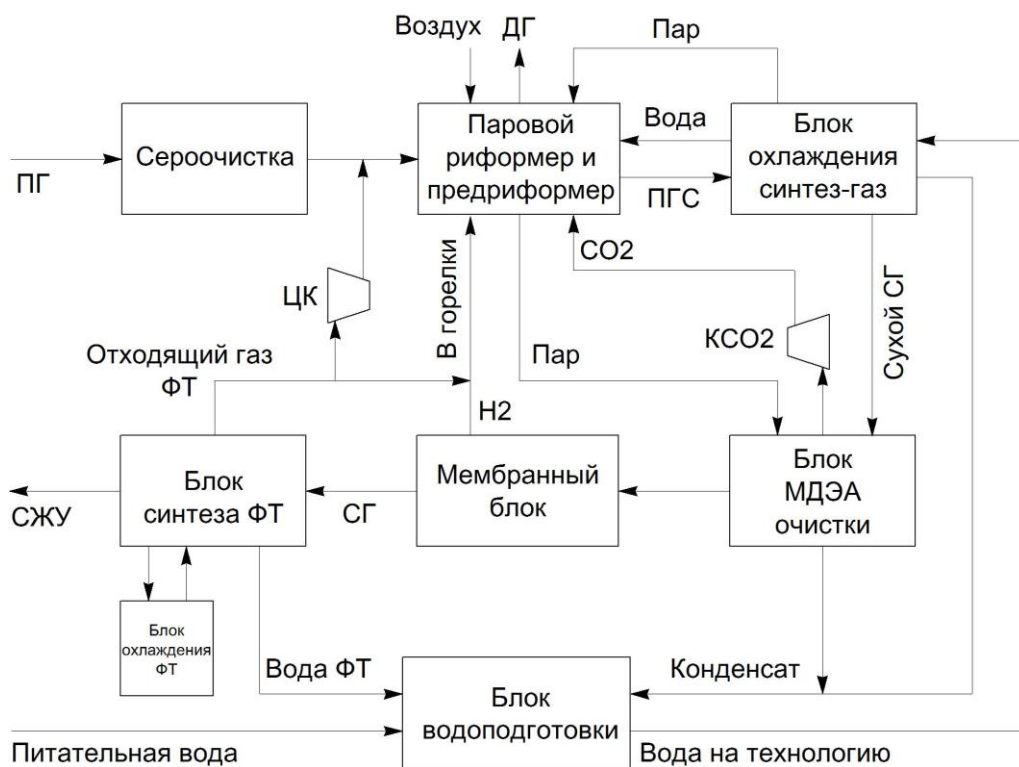 Воздух
ДГ
Пар
Сероочистка
ПГ
Паровой
риформер и
предриформер
Вода
ПГС
Блок
охлаждения
синтез-газ
ЦК
В горелки
СО2
КСО2
Сухой СГ
Отходящий газ
ФТ
Пар
Н2
Блок
синтеза ФТ
СЖУ
СГ
Мембранный
блок
Блок
МДЭА
очистки
Блок
охлаждения
ФТ
Вода ФТ
Блок
водоподготовки
Конденсат
Питательная вода
Вода на технологию